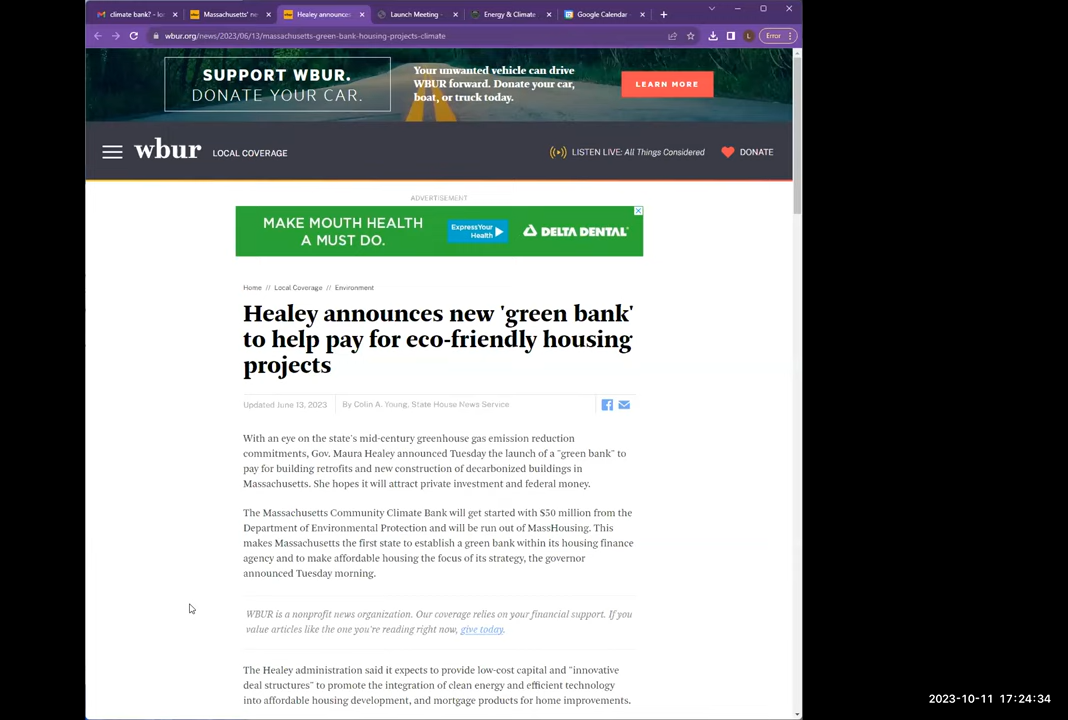 climate bank? - lo
Massachusetts' ne
Healey announces
Launch Meeting -
Energy & Climate
Google Calendar
wbur.org/news/2023/06/13/massachusetts-green-bank-housing-projects-climate
L
Error
SUPPORT WBUR.
DONATE YOUR CAR.
Your unwanted vehicle can drive
WBUR forward. Donate your car,
boat, or truck today.
LEARN MORE
wbur
LOCAL COVERAGE
LISTEN LIVE: All Things Considered
DONATE
ADVERTISEMENT
MAKE MOUTH HEALTH
A MUST DO.
ExpressYour
Health
DELTA DENTAL®
Home // Local Coverage // Environment
Healey announces new 'green bank'
to help pay for eco-friendly housing
projects
Updated June 13, 2023
By Colin A. Young, State House News Service
With an eye on the state's mid-century greenhouse gas emission reduction
commitments, Gov. Maura Healey announced Tuesday the launch of a "green bank" to
pay for building retrofits and new construction of decarbonized buildings in
Massachusetts. She hopes it will attract private investment and federal money.
The Massachusetts Community Climate Bank will get started with $50 million from the
Department of Environmental Protection and will be run out of MassHousing. This
makes Massachusetts the first state to establish a green bank within its housing finance
agency and to make affordable housing the focus of its strategy, the governor
announced Tuesday morning.
WBUR is a nonprofit news organization. Our coverage relies on your financial support. If you
value articles like the one you're reading right now, give today.
The Healey administration said it expects to provide low-cost capital and "innovative
deal structures" to promote the integration of clean energy and efficient technology
into affordable housing development, and mortgage products for home improvements.
2023-10-11 17:24:34